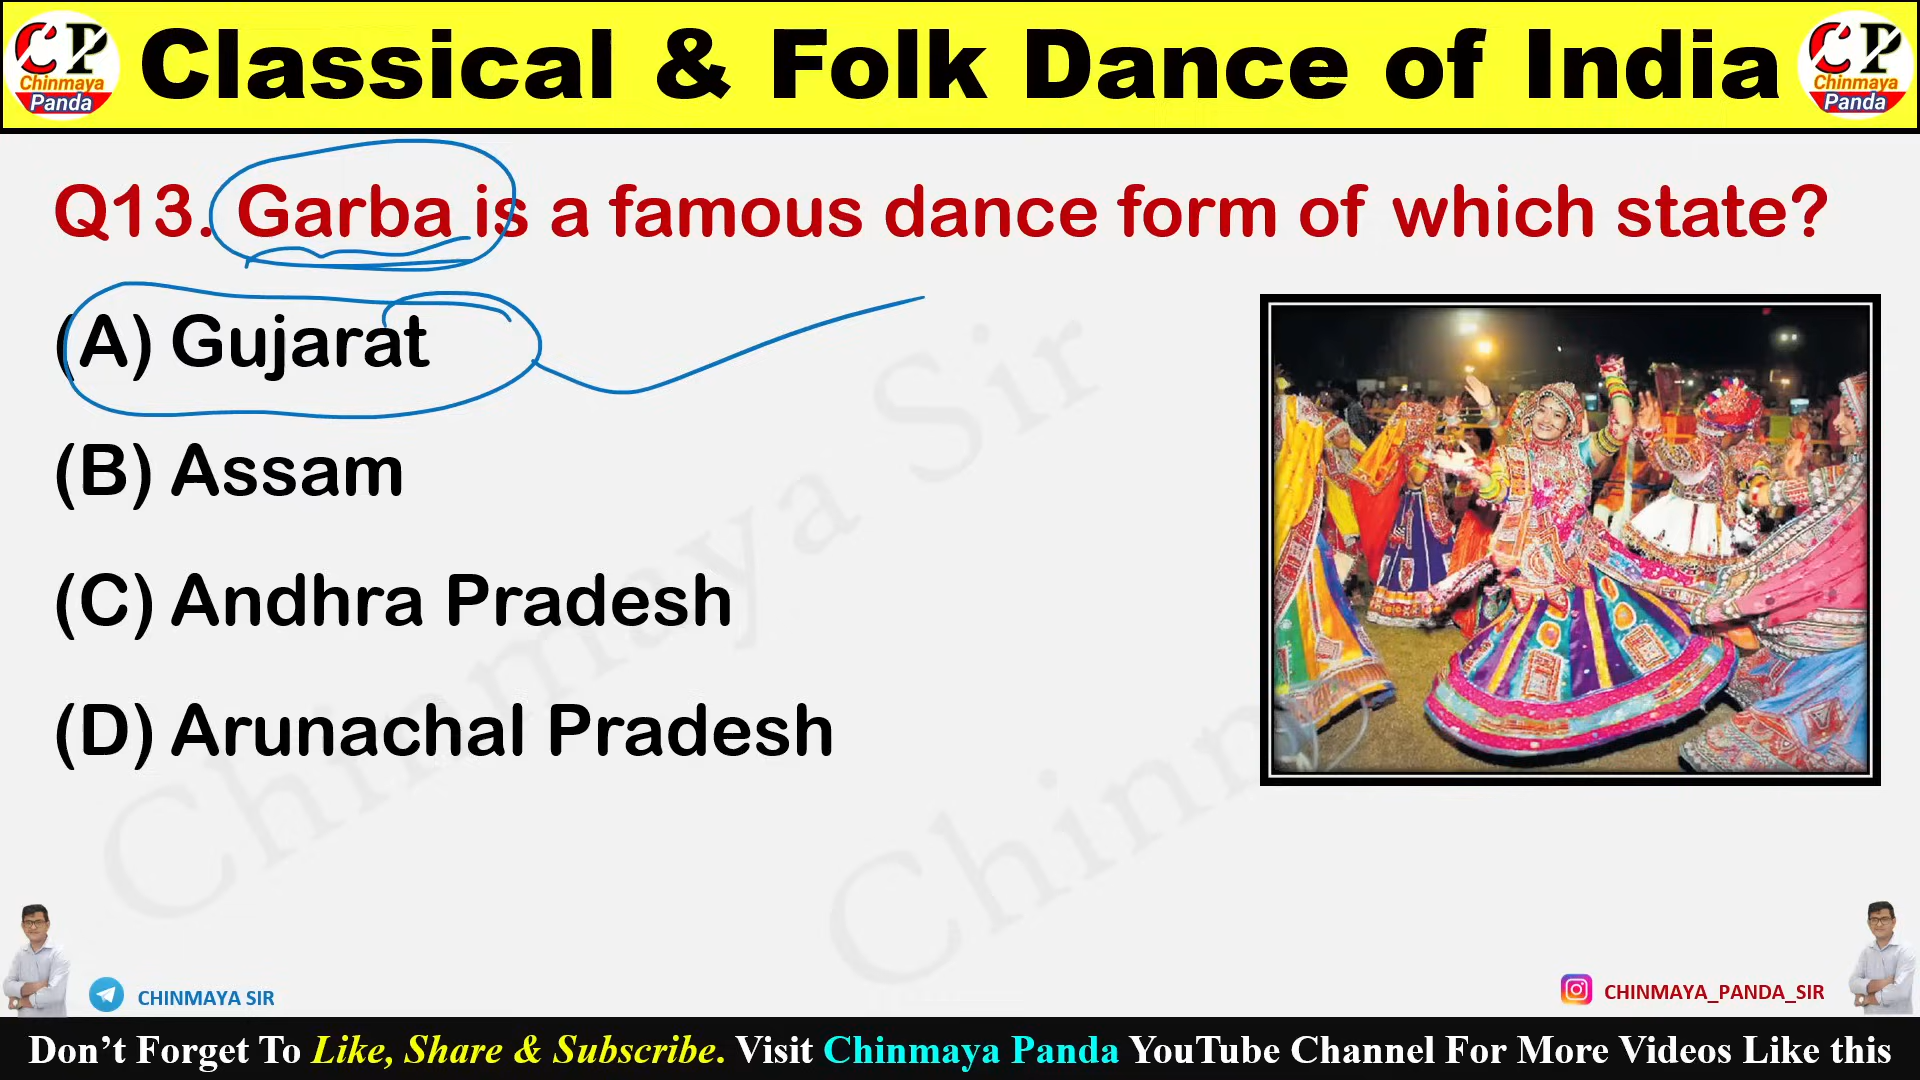 CP Chinmaya Panda
Classical & Folk Dance of India
CP Chinmaya Panda
Q13. Garba is a famous dance form of which state?
(A) Gujarat
(B) Assam
(C) Andhra Pradesh
(D) Arunachal Pradesh
Chinmaya Sir
Chinm
CHINMAYA SIR
CHINMAYA_PANDA_SIR
Don’t Forget To Like, Share & Subscribe. Visit Chinmaya Panda YouTube Channel For More Videos Like this